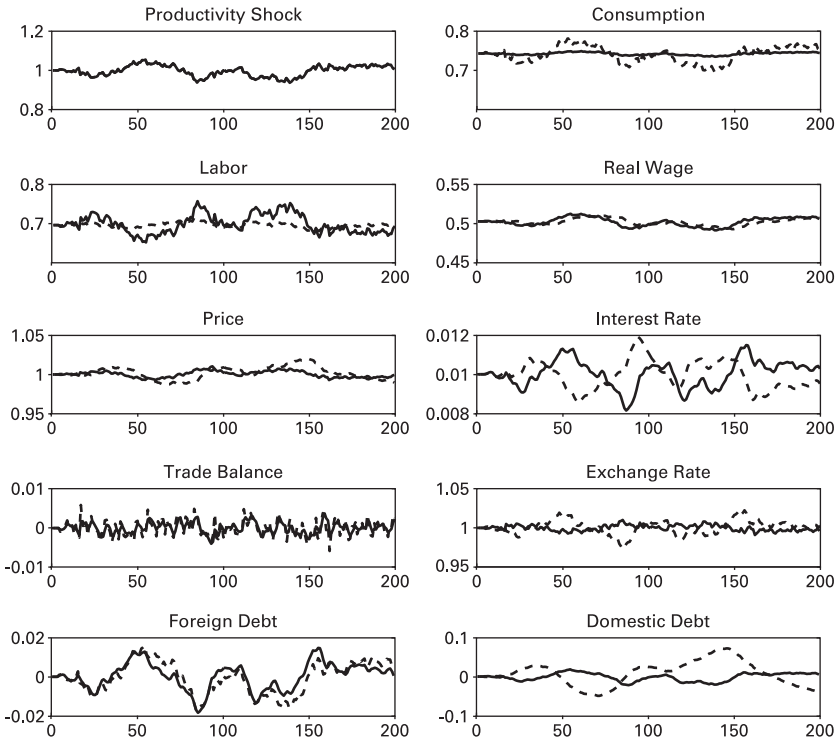 Productivity Shock
1.2
1
0.8
0 50 100 150 200
Consumption
0.8
0.7
0 50 100 150 200
Labor
0.8
0.7
0 50 100 150 200
Real Wage
0.55
0.5
0.45
0 50 100 150 200
Price
1.05
1
0.95
0 50 100 150 200
Interest Rate
0.012
0.010
0.008
0 50 100 150 200
Trade Balance
0.01
0
-0.01
0 50 100 150 200
Exchange Rate
1.05
1
0.95
0 50 100 150 200
Foreign Debt
0.02
0
-0.02
0 50 100 150 200
Domestic Debt
0.1
0
-0.1
0 50 100 150 200